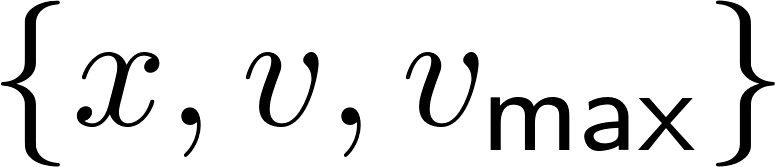 {x, v, v_max}